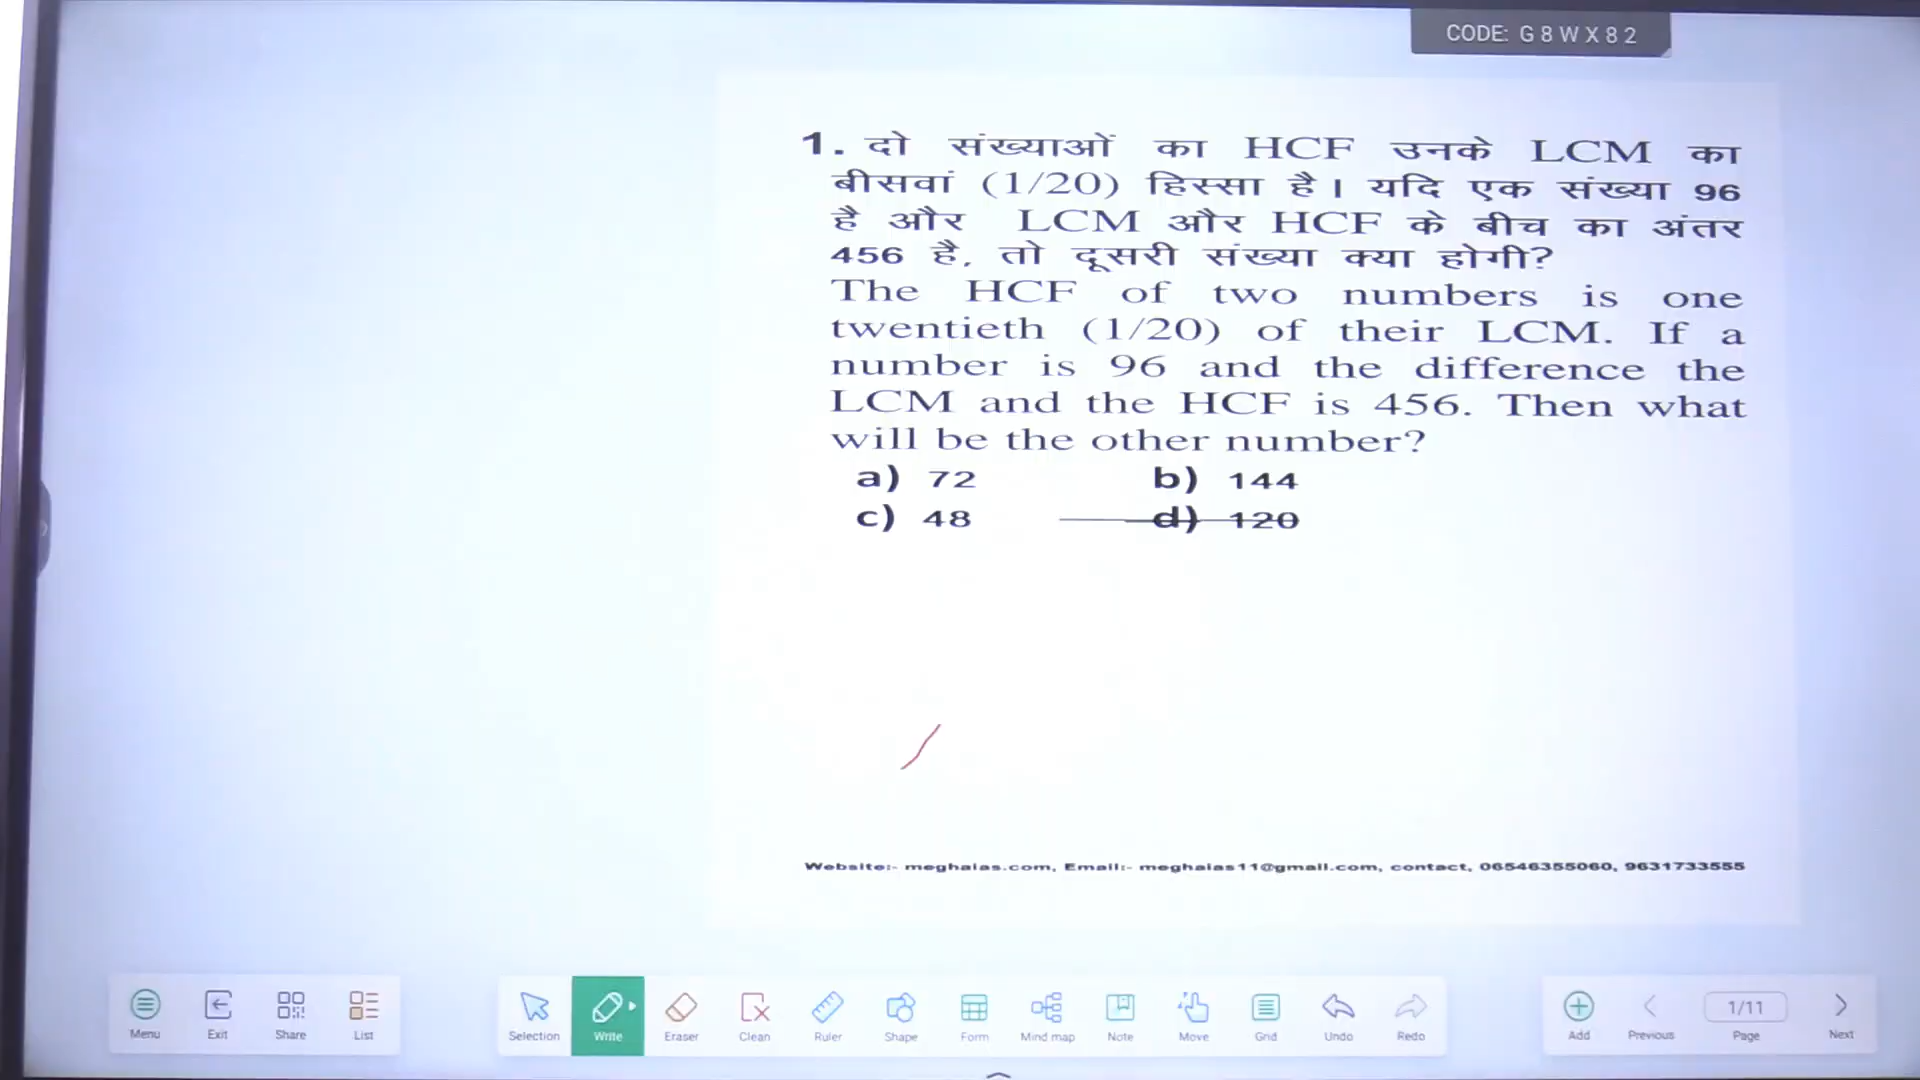 CODE: G8WX82
1. दो संख्याओं का HCF उनके LCM का
बीसवां (1/20) हिस्सा है। यदि एक संख्या 96
है और LCM और HCF के बीच का अंतर
456 है, तो दूसरी संख्या क्या होगी?
The HCF of two numbers is one
twentieth (1/20) of their LCM. If a
number is 96 and the difference the
LCM and the HCF is 456. Then what
will be the other number?
a) 72 b) 144
c) 48 d) 120
Website:- meghaias.com, Email:- meghaias11@gmail.com, contact, 06546355060, 9631733555
Menu Exit Share List Selection Write Eraser Clean Ruler Shape Form Mind map Note Move Grid Undo Redo Add Previous 1/11 Page Next